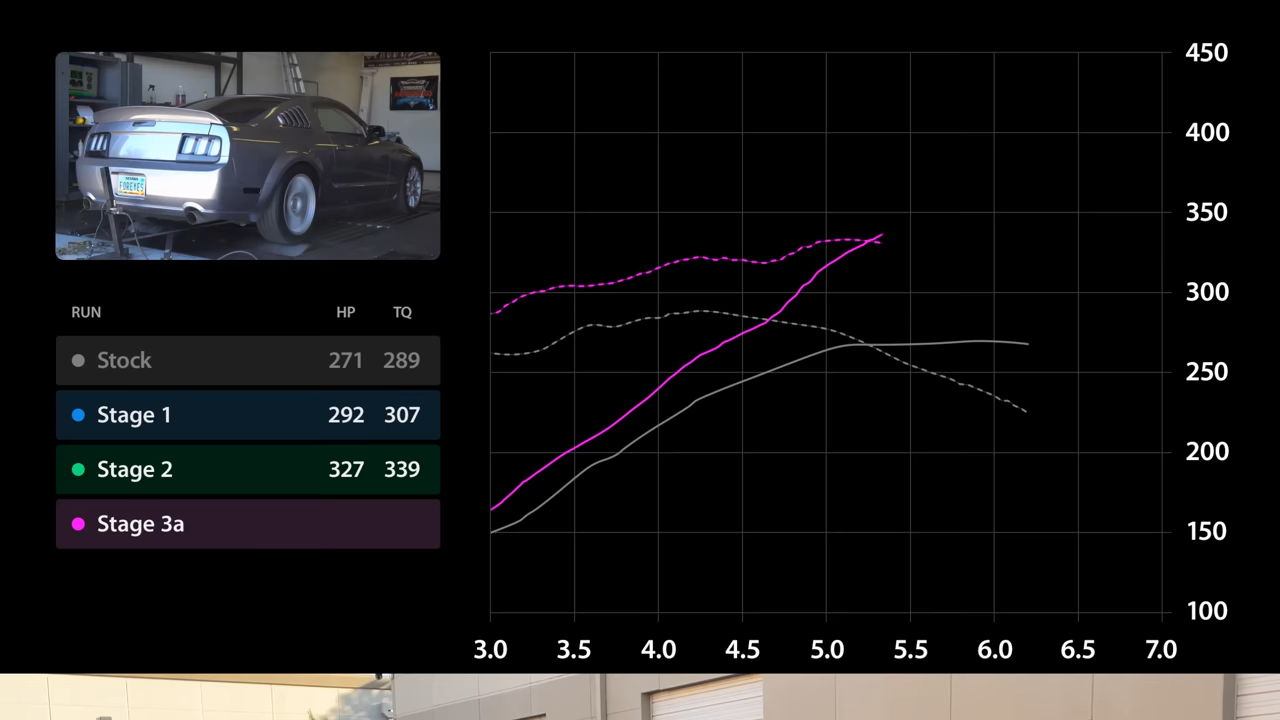 FOREYES
RUN HP TQ
Stock 271 289
Stage 1 292 307
Stage 2 327 339
Stage 3a
450
400
350
300
250
200
150
100
3.0 3.5 4.0 4.5 5.0 5.5 6.0 6.5 7.0